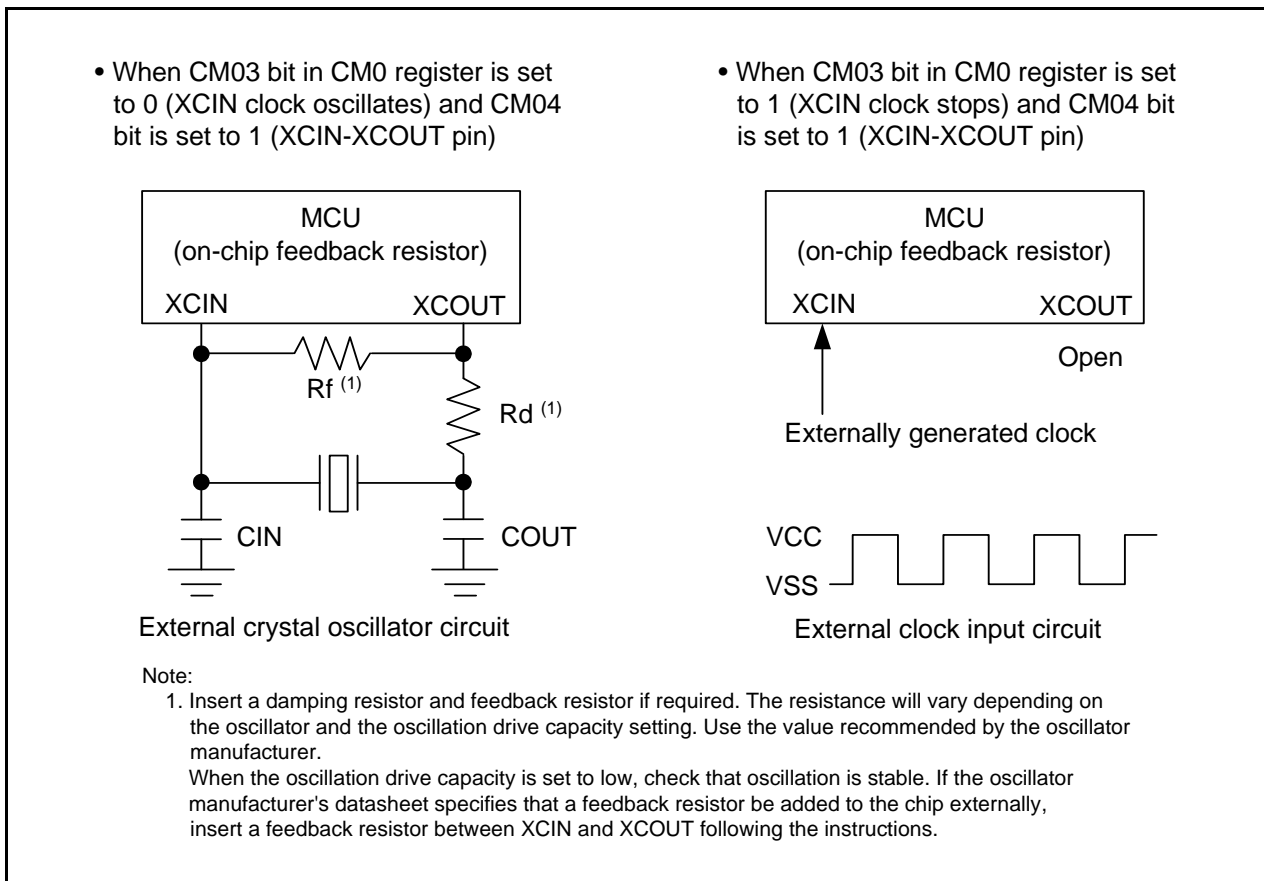 • When CM03 bit in CM0 register is set
to 0 (XCIN clock oscillates) and CM04
bit is set to 1 (XCIN-XCOUT pin)
MCU
(on-chip feedback resistor)
XCIN
XCOUT
Rf (1)
Rd (1)
CIN
COUT
External crystal oscillator circuit
• When CM03 bit in CM0 register is set
to 1 (XCIN clock stops) and CM04 bit
is set to 1 (XCIN-XCOUT pin)
MCU
(on-chip feedback resistor)
XCIN
XCOUT
Open
Externally generated clock
VCC
VSS
External clock input circuit
Note:
1. Insert a damping resistor and feedback resistor if required. The resistance will vary depending on
the oscillator and the oscillation drive capacity setting. Use the value recommended by the oscillator
manufacturer.
When the oscillation drive capacity is set to low, check that oscillation is stable. If the oscillator
manufacturer's datasheet specifies that a feedback resistor be added to the chip externally,
insert a feedback resistor between XCIN and XCOUT following the instructions.